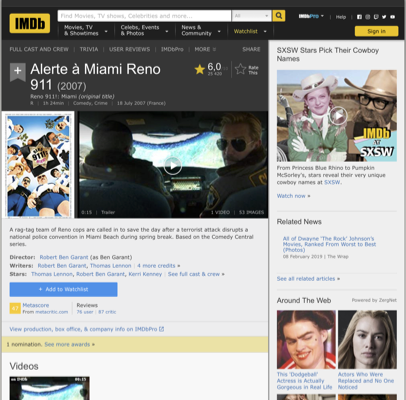 IMDb
Find Movies, TV shows, Celebrities and more...
All
IMDbPro
Help
Movies, TV & Showtimes
Celebs, Events & Photos
News & Community
Watchlist
Sign in
FULL CAST AND CREW | TRIVIA | USER REVIEWS | IMDbPro | MORE
SHARE
Alerte à Miami Reno
911 (2007)
Reno 911!: Miami (original title)
R | 1h 24min | Comedy, Crime | 18 July 2007 (France)
6,0
Rate
This
911
0:15 | Trailer
1 VIDEO | 53 IMAGES
A rag-tag team of Reno cops are called in to save the day after a terrorist attack disrupts a
national police convention in Miami Beach during spring break. Based on the Comedy Central
series.
Director: Robert Ben Garant (as Ben Garant)
Writers: Robert Ben Garant, Thomas Lennon | 4 more credits »
Stars: Thomas Lennon, Robert Ben Garant, Kerri Kenney | See full cast & crew »
+ Add to Watchlist
47
Metascore
From metacritic.com
Reviews
76 user | 87 critic
View production, box office, & company info on IMDbPro
1 nomination. See more awards »
Videos
SXSW Stars Pick Their Cowboy
Names
IMDb
AT
SXSW
From Princess Blue Rhino to Pumpkin
McSorley's, stars reveal their very unique
cowboy names at SXSW.
Watch now »
Related News
All of Dwayne 'The Rock' Johnson's
Movies, Ranked From Worst to Best
(Photos)
08 February 2019 | The Wrap
See all related articles »
Around The Web
Powered by ZergNet
This 'Dodgeball'
Actress is Actually
Gorgeous in Real Life
Actors Who Were
Replaced and No One
Noticed